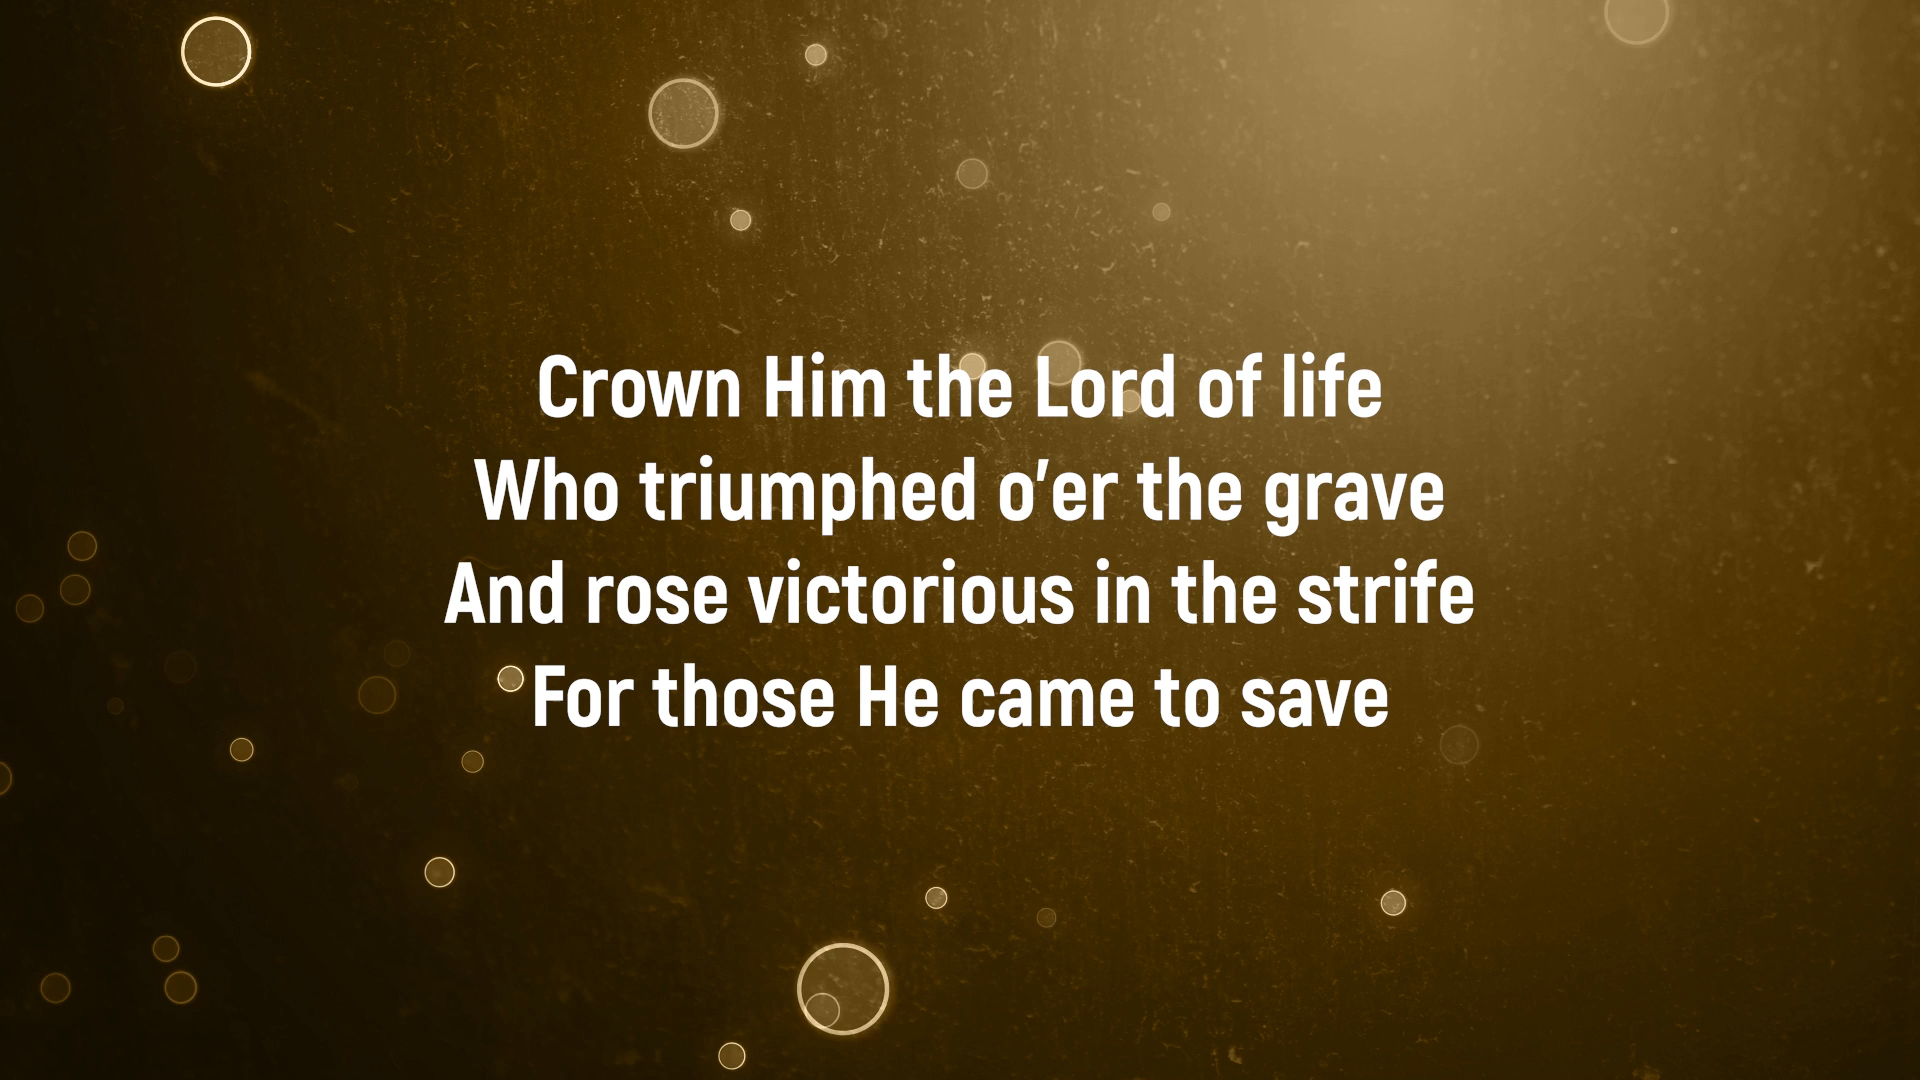 Crown Him the Lord of life
Who triumphed o’er the grave
And rose victorious in the strife
For those He came to save